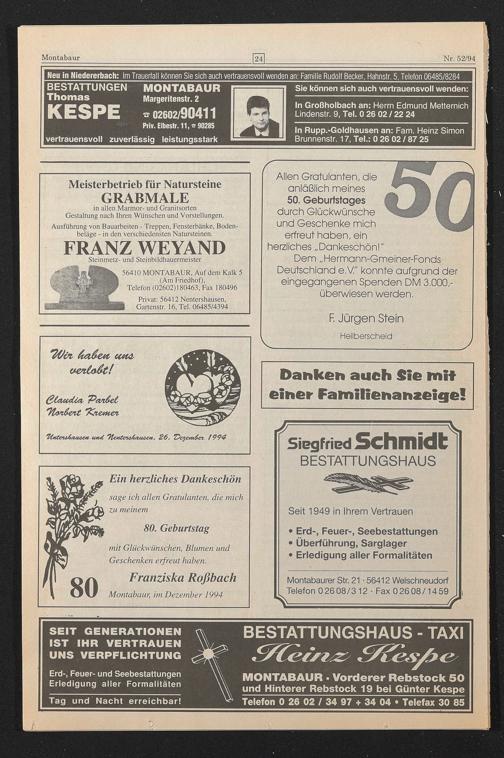 Montabaur
24
Nr. 52/94
Neu in Niedererbach: Im Trauerfall können Sie sich auch vertrauensvoll wenden an: Familie Rudolf Becker, Hahnstr. 5, Telefon 06485/8284
BESTATTUNGEN
Thomas
KESPE
MONTABAUR
Margeritenstr. 2
☎ 02602/90411
Priv. Elbestr. 11, ☎ 90285
vertrauensvoll zuverlässig leistungsstark
Sie können sich auch vertrauensvoll wenden:
In Großholbach an: Herrn Edmund Metternich
Lindenstr. 9, Tel. 0 26 02 / 22 24
In Rupp.-Goldhausen an: Fam. Heinz Simon
Brunnenstr. 17, Tel.: 0 26 02 / 87 25
Meisterbetrieb für Natursteine
GRABMALE
in allen Marmor- und Granitsorten
Gestaltung nach Ihren Wünschen und Vorstellungen.
Ausführung von Bauarbeiten - Treppen, Fensterbänke, Boden-
beläge - in den verschiedensten Natursteinen.
FRANZ WEYAND
Steinmetz- und Steinbildhauermeister
56410 MONTABAUR, Auf dem Kalk 5
(Am Friedhof),
Telefon (02602)180463, Fax 180496
Privat: 56412 Nentershausen,
Gartenstr. 16, Tel. 06485/4394
50
Allen Gratulanten, die
anläßlich meines
50. Geburtstages
durch Glückwünsche
und Geschenke mich
erfreut haben, ein
herzliches „Dankeschön!"
Dem „Hermann-Gmeiner-Fonds
Deutschland e.V." konnte aufgrund der
eingegangenen Spenden DM 3.000,-
überwiesen werden.
F. Jürgen Stein
Heilberscheid
Wir haben uns
verlobt!
Claudia Parbel
Norbert Kremer
Untershausen und Nentershausen, 26. Dezember 1994
Danken auch Sie mit
einer Familienanzeige!
Ein herzliches Dankeschön
sage ich allen Gratulanten, die mich
zu meinem
80. Geburtstag
mit Glückwünschen, Blumen und
Geschenken erfreut haben.
Franziska Roßbach
80
Montabaur, im Dezember 1994
Siegfried Schmidt
BESTATTUNGSHAUS
Seit 1949 in Ihrem Vertrauen
• Erd-, Feuer-, Seebestattungen
• Überführung, Sarglager
• Erledigung aller Formalitäten
Montabaurer Str. 21 · 56412 Welschneudorf
Telefon 0 26 08 / 3 12 · Fax 0 26 08 / 14 59
SEIT GENERATIONEN
IST IHR VERTRAUEN
UNS VERPFLICHTUNG
Erd-, Feuer- und Seebestattungen
Erledigung aller Formalitäten
Tag und Nacht erreichbar!
BESTATTUNGSHAUS - TAXI
Heinz Kespe
MONTABAUR · Vorderer Rebstock 50
und Hinterer Rebstock 19 bei Günter Kespe
Telefon 0 26 02 / 34 97 + 34 04 • Telefax 30 85